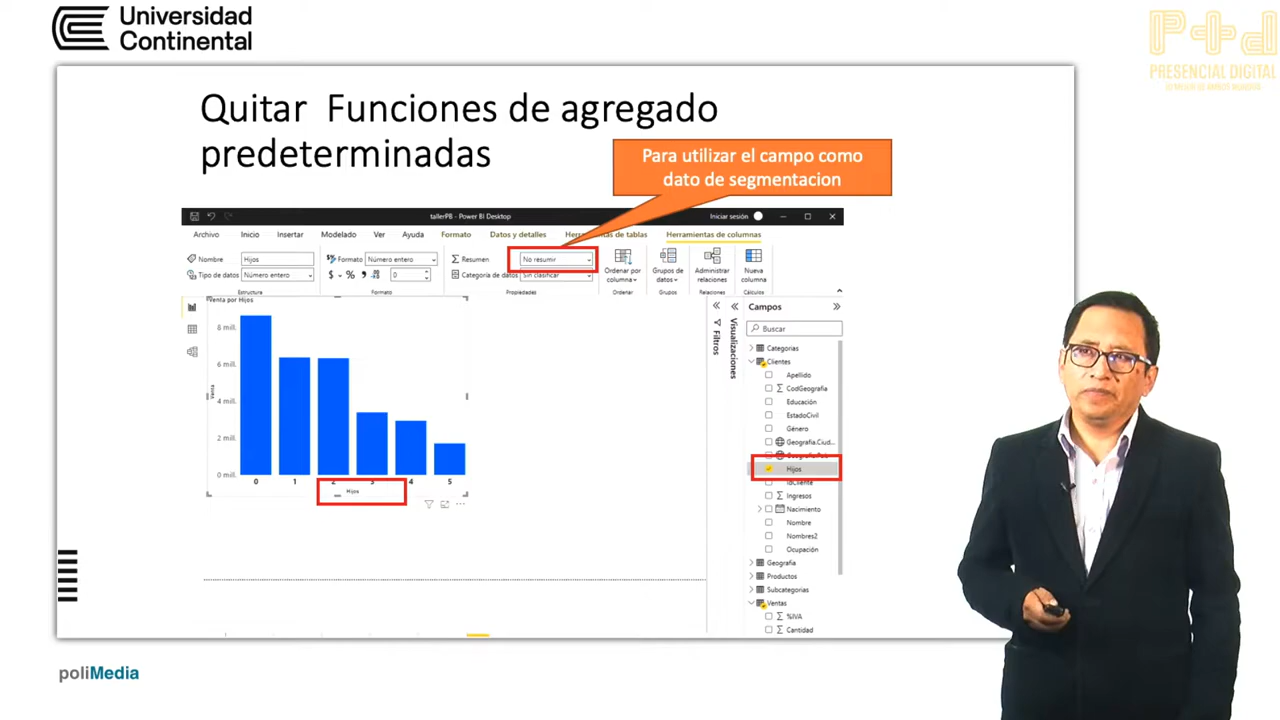 Universidad
Continental
P+d
PRESENCIAL DIGITAL
Quitar Funciones de agregado
predeterminadas
Para utilizar el campo como
dato de segmentacion
tallerPB - Power BI Desktop
Iniciar sesión
Archivo Inicio Insertar Modelado Ver Ayuda Formato Datos y detalles Herramientas de tablas Herramientas de columnas
Nombre Hijos
Formato Número entero
Resumen No resumir
Tipo de datos Número entero
$ % 0
Categoría de datos Sin clasificar
Ordenar por
columna
Grupos de
datos
Administrar
relaciones
Nueva
columna
Estructura
Formato
Propiedades
Ordenar
Grupos
Relaciones
Cálculos
Venta por Hijos
8 mill.
6 mill.
4 mill.
2 mill.
0 mill.
Venta
0 1 2 3 4 5
Hijos
Filtros
Visualizaciones
Campos
Buscar
Categorias
Clientes
Apellido
CodGeografia
Educación
EstadoCivil
Género
Geografia.Ciud...
Hijos
IdCliente
Ingresos
Nacimiento
Nombre
Nombres2
Ocupación
Geografia
Productos
Subcategorias
Ventas
%IVA
Cantidad
poliMedia